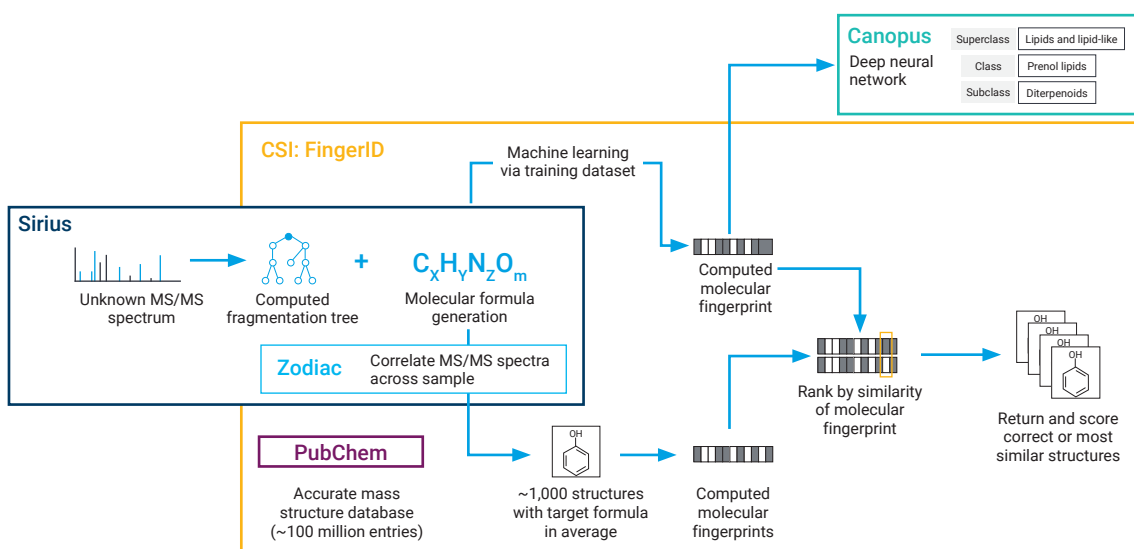 Canopus
Deep neural
network
Superclass
Lipids and lipid-like
Class
Prenol lipids
Subclass
Diterpenoids
CSI: FingerID
Machine learning
via training dataset
Sirius
Unknown MS/MS
spectrum
Computed
fragmentation tree
+
CXHYNZOm
Molecular formula
generation
Zodiac
Correlate MS/MS spectra
across sample
Computed
molecular
fingerprint
Rank by similarity
of molecular
fingerprint
OH
OH
OH
OH
Return and score
correct or most
similar structures
PubChem
Accurate mass
structure database
(~100 million entries)
OH
~1,000 structures
with target formula
in average
Computed
molecular
fingerprints